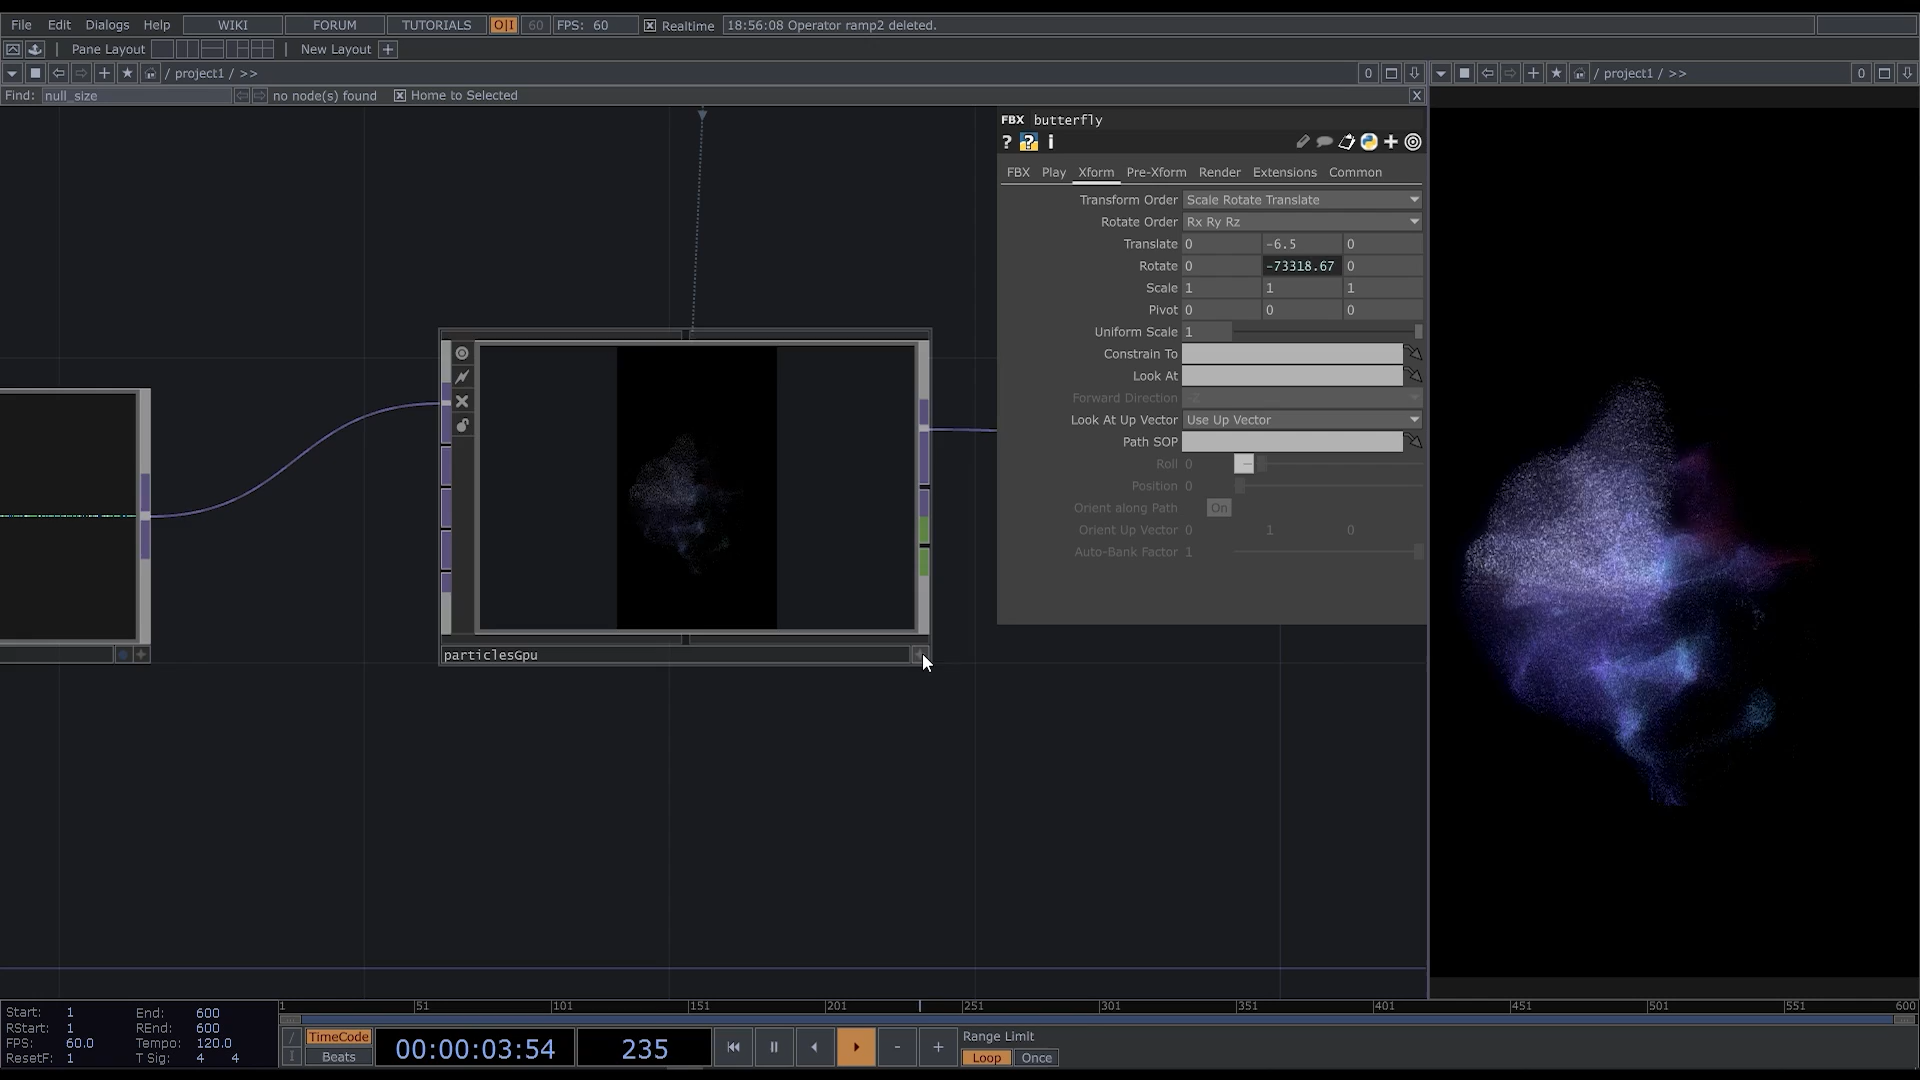 File Edit Dialogs Help WIKI FORUM TUTORIALS O|I 60 FPS: 60 Realtime 18:56:08 Operator ramp2 deleted.
Pane Layout New Layout +
/ project1 / >> 0
/ project1 / >> 0
Find: null_size no node(s) found Home to Selected X
FBX butterfly
? ? i
FBX Play Xform Pre-Xform Render Extensions Common
Transform Order Scale Rotate Translate
Rotate Order Rx Ry Rz
Translate 0 -6.5 0
Rotate 0 -73318.67 0
Scale 1 1 1
Pivot 0 0 0
Uniform Scale 1
Constrain To
Look At
Forward Direction -Z
Look At Up Vector Use Up Vector
Path SOP
Roll 0
Position 0
Orient along Path On
Orient Up Vector 0 1 0
Auto-Bank Factor 1
particlesGpu
1 51 101 151 201 251 301 351 401 451 501 551 600
Start: 1 End: 600
RStart: 1 REnd: 600
FPS: 60.0 Tempo: 120.0
ResetF: 1 T Sig: 4 4
TimeCode
Beats
00:00:03:54
235
- +
Range Limit
Loop Once